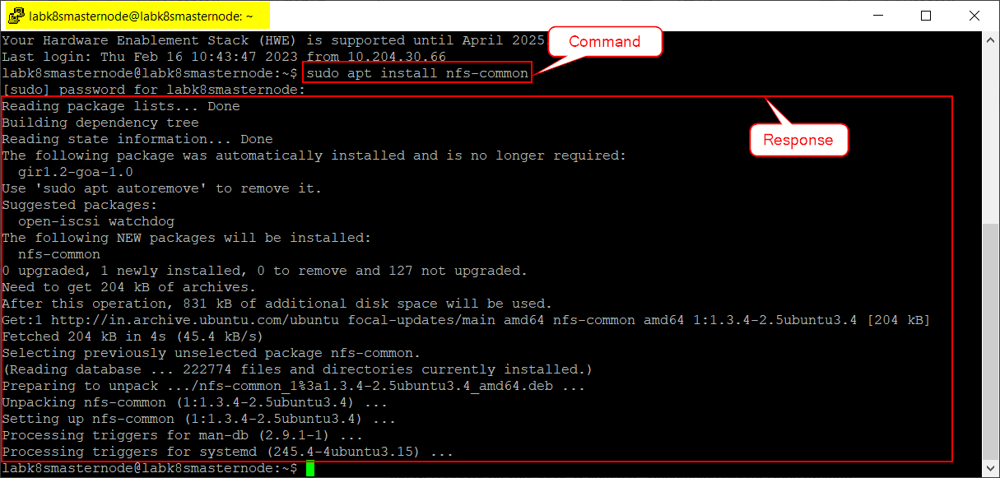 labk8smasternode@labk8smasternode: ~
Your Hardware Enablement Stack (HWE) is supported until April 2025
Command
Last login: Thu Feb 16 10:43:47 2023 from 10.204.30.66
labk8smasternode@labk8smasternode:~$ sudo apt install nfs-common
[sudo] password for labk8smasternode:
Reading package lists... Done
Building dependency tree
Reading state information... Done
Response
The following package was automatically installed and is no longer required:
  gir1.2-goa-1.0
Use 'sudo apt autoremove' to remove it.
Suggested packages:
  open-iscsi watchdog
The following NEW packages will be installed:
  nfs-common
0 upgraded, 1 newly installed, 0 to remove and 127 not upgraded.
Need to get 204 kB of archives.
After this operation, 831 kB of additional disk space will be used.
Get:1 http://in.archive.ubuntu.com/ubuntu focal-updates/main amd64 nfs-common amd64 1:1.3.4-2.5ubuntu3.4 [204 kB]
Fetched 204 kB in 4s (45.4 kB/s)
Selecting previously unselected package nfs-common.
(Reading database ... 222774 files and directories currently installed.)
Preparing to unpack .../nfs-common_1%3a1.3.4-2.5ubuntu3.4_amd64.deb ...
Unpacking nfs-common (1:1.3.4-2.5ubuntu3.4) ...
Setting up nfs-common (1:1.3.4-2.5ubuntu3.4) ...
Processing triggers for man-db (2.9.1-1) ...
Processing triggers for systemd (245.4-4ubuntu3.15) ...
labk8smasternode@labk8smasternode:~$